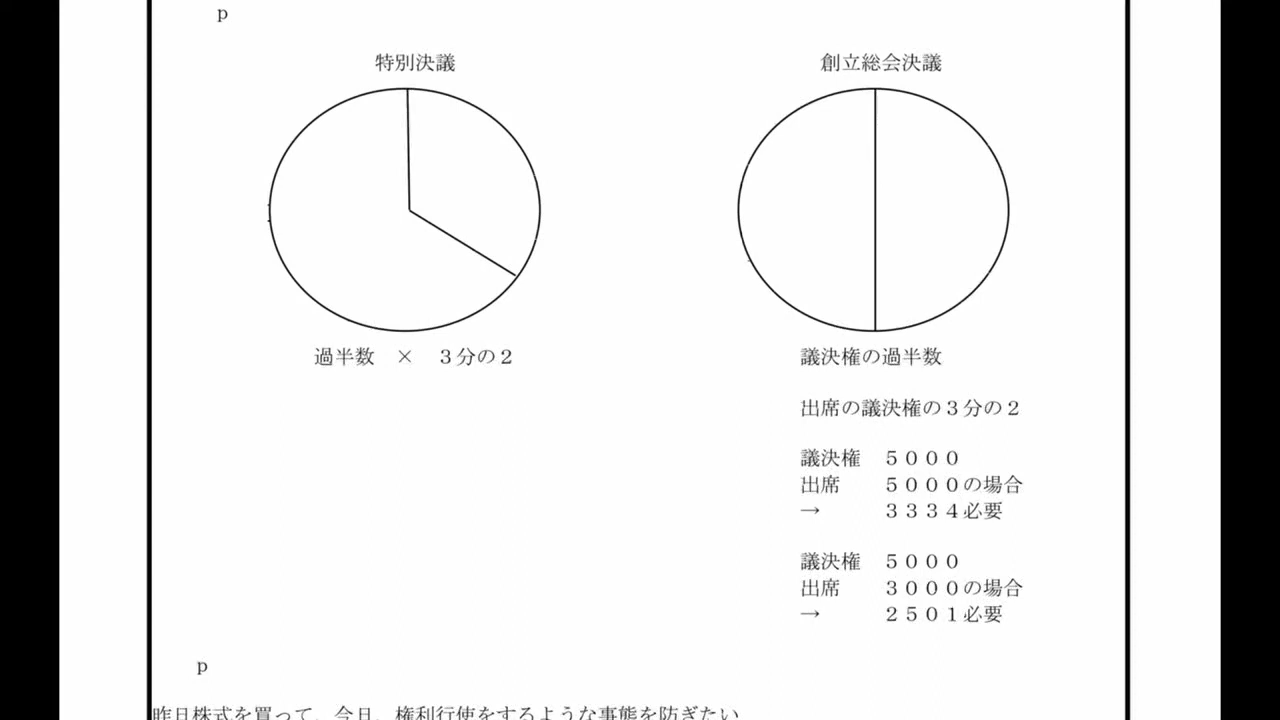 p
特別決議
創立総会決議
過半数　×　３分の２
議決権の過半数
出席の議決権の３分の２
議決権　５０００
出席　　５０００の場合
→　　　３３３４必要
議決権　５０００
出席　　３０００の場合
→　　　２５０１必要
p
昨日株式を買って、今日、権利行使をするような事態を防ぎたい